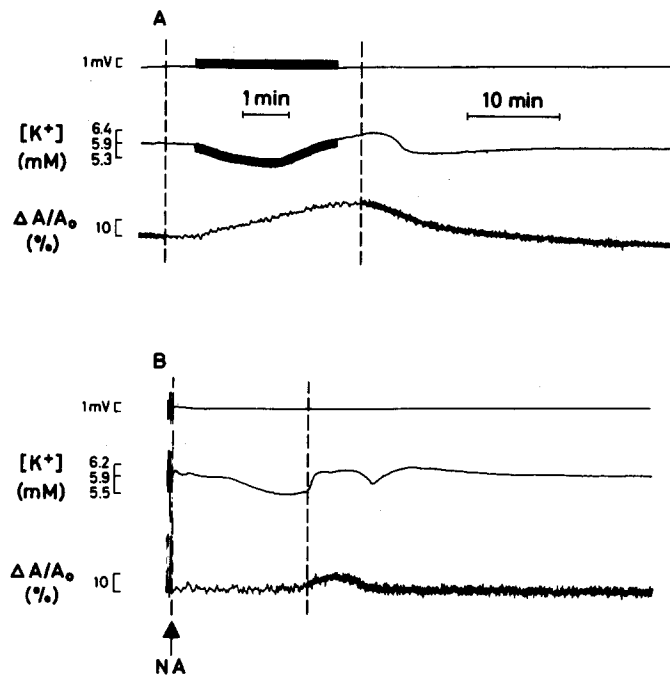 A
1mV
1 min
10 min
[K⁺]
(mM)
6.4
5.9
5.3
ΔA/A₀
(%)
10
B
1mV
[K⁺]
(mM)
6.2
5.9
5.5
ΔA/A₀
(%)
10
NA